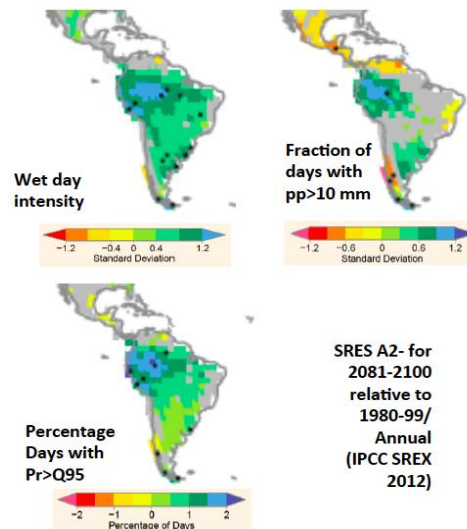 Wet day
intensity
−1.2 −0.4 0 0.4 1.2
Standard Deviation
Fraction of
days with
pp>10 mm
−1.2 −0.6 0 0.6 1.2
Standard Deviation
Percentage
Days with
Pr>Q95
−2 −1 0 1 2
Percentage of Days
SRES A2- for
2081-2100
relative to
1980-99/
Annual
(IPCC SREX
2012)